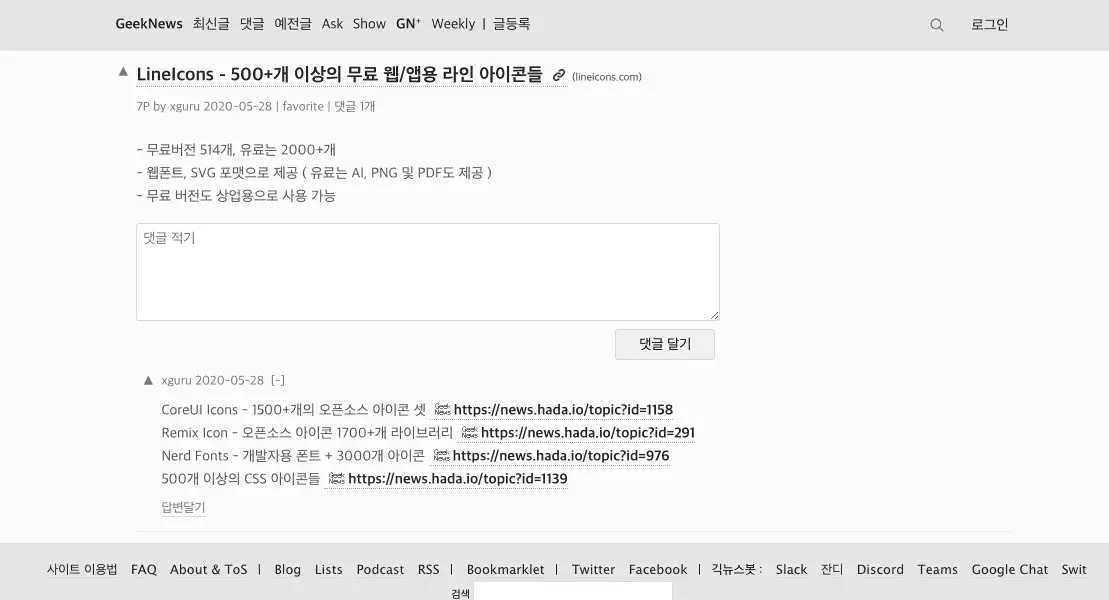 GeekNews 최신글 댓글 예전글 Ask Show GN⁺ Weekly | 글등록 로그인
▲ LineIcons - 500+개 이상의 무료 웹/앱용 라인 아이콘들 (lineicons.com)
7P by xguru 2020-05-28 | favorite | 댓글 1개
- 무료버전 514개, 유료는 2000+개
- 웹폰트, SVG 포맷으로 제공 ( 유료는 AI, PNG 및 PDF도 제공 )
- 무료 버전도 상업용으로 사용 가능
댓글 적기
댓글 달기
▲ xguru 2020-05-28 [-]
CoreUI Icons - 1500+개의 오픈소스 아이콘 셋 https://news.hada.io/topic?id=1158
Remix Icon - 오픈소스 아이콘 1700+개 라이브러리 https://news.hada.io/topic?id=291
Nerd Fonts - 개발자용 폰트 + 3000개 아이콘 https://news.hada.io/topic?id=976
500개 이상의 CSS 아이콘들 https://news.hada.io/topic?id=1139
답변달기
사이트 이용법 FAQ About & ToS | Blog Lists Podcast RSS | Bookmarklet | Twitter Facebook | 긱뉴스봇 : Slack 잔디 Discord Teams Google Chat Swit
검색